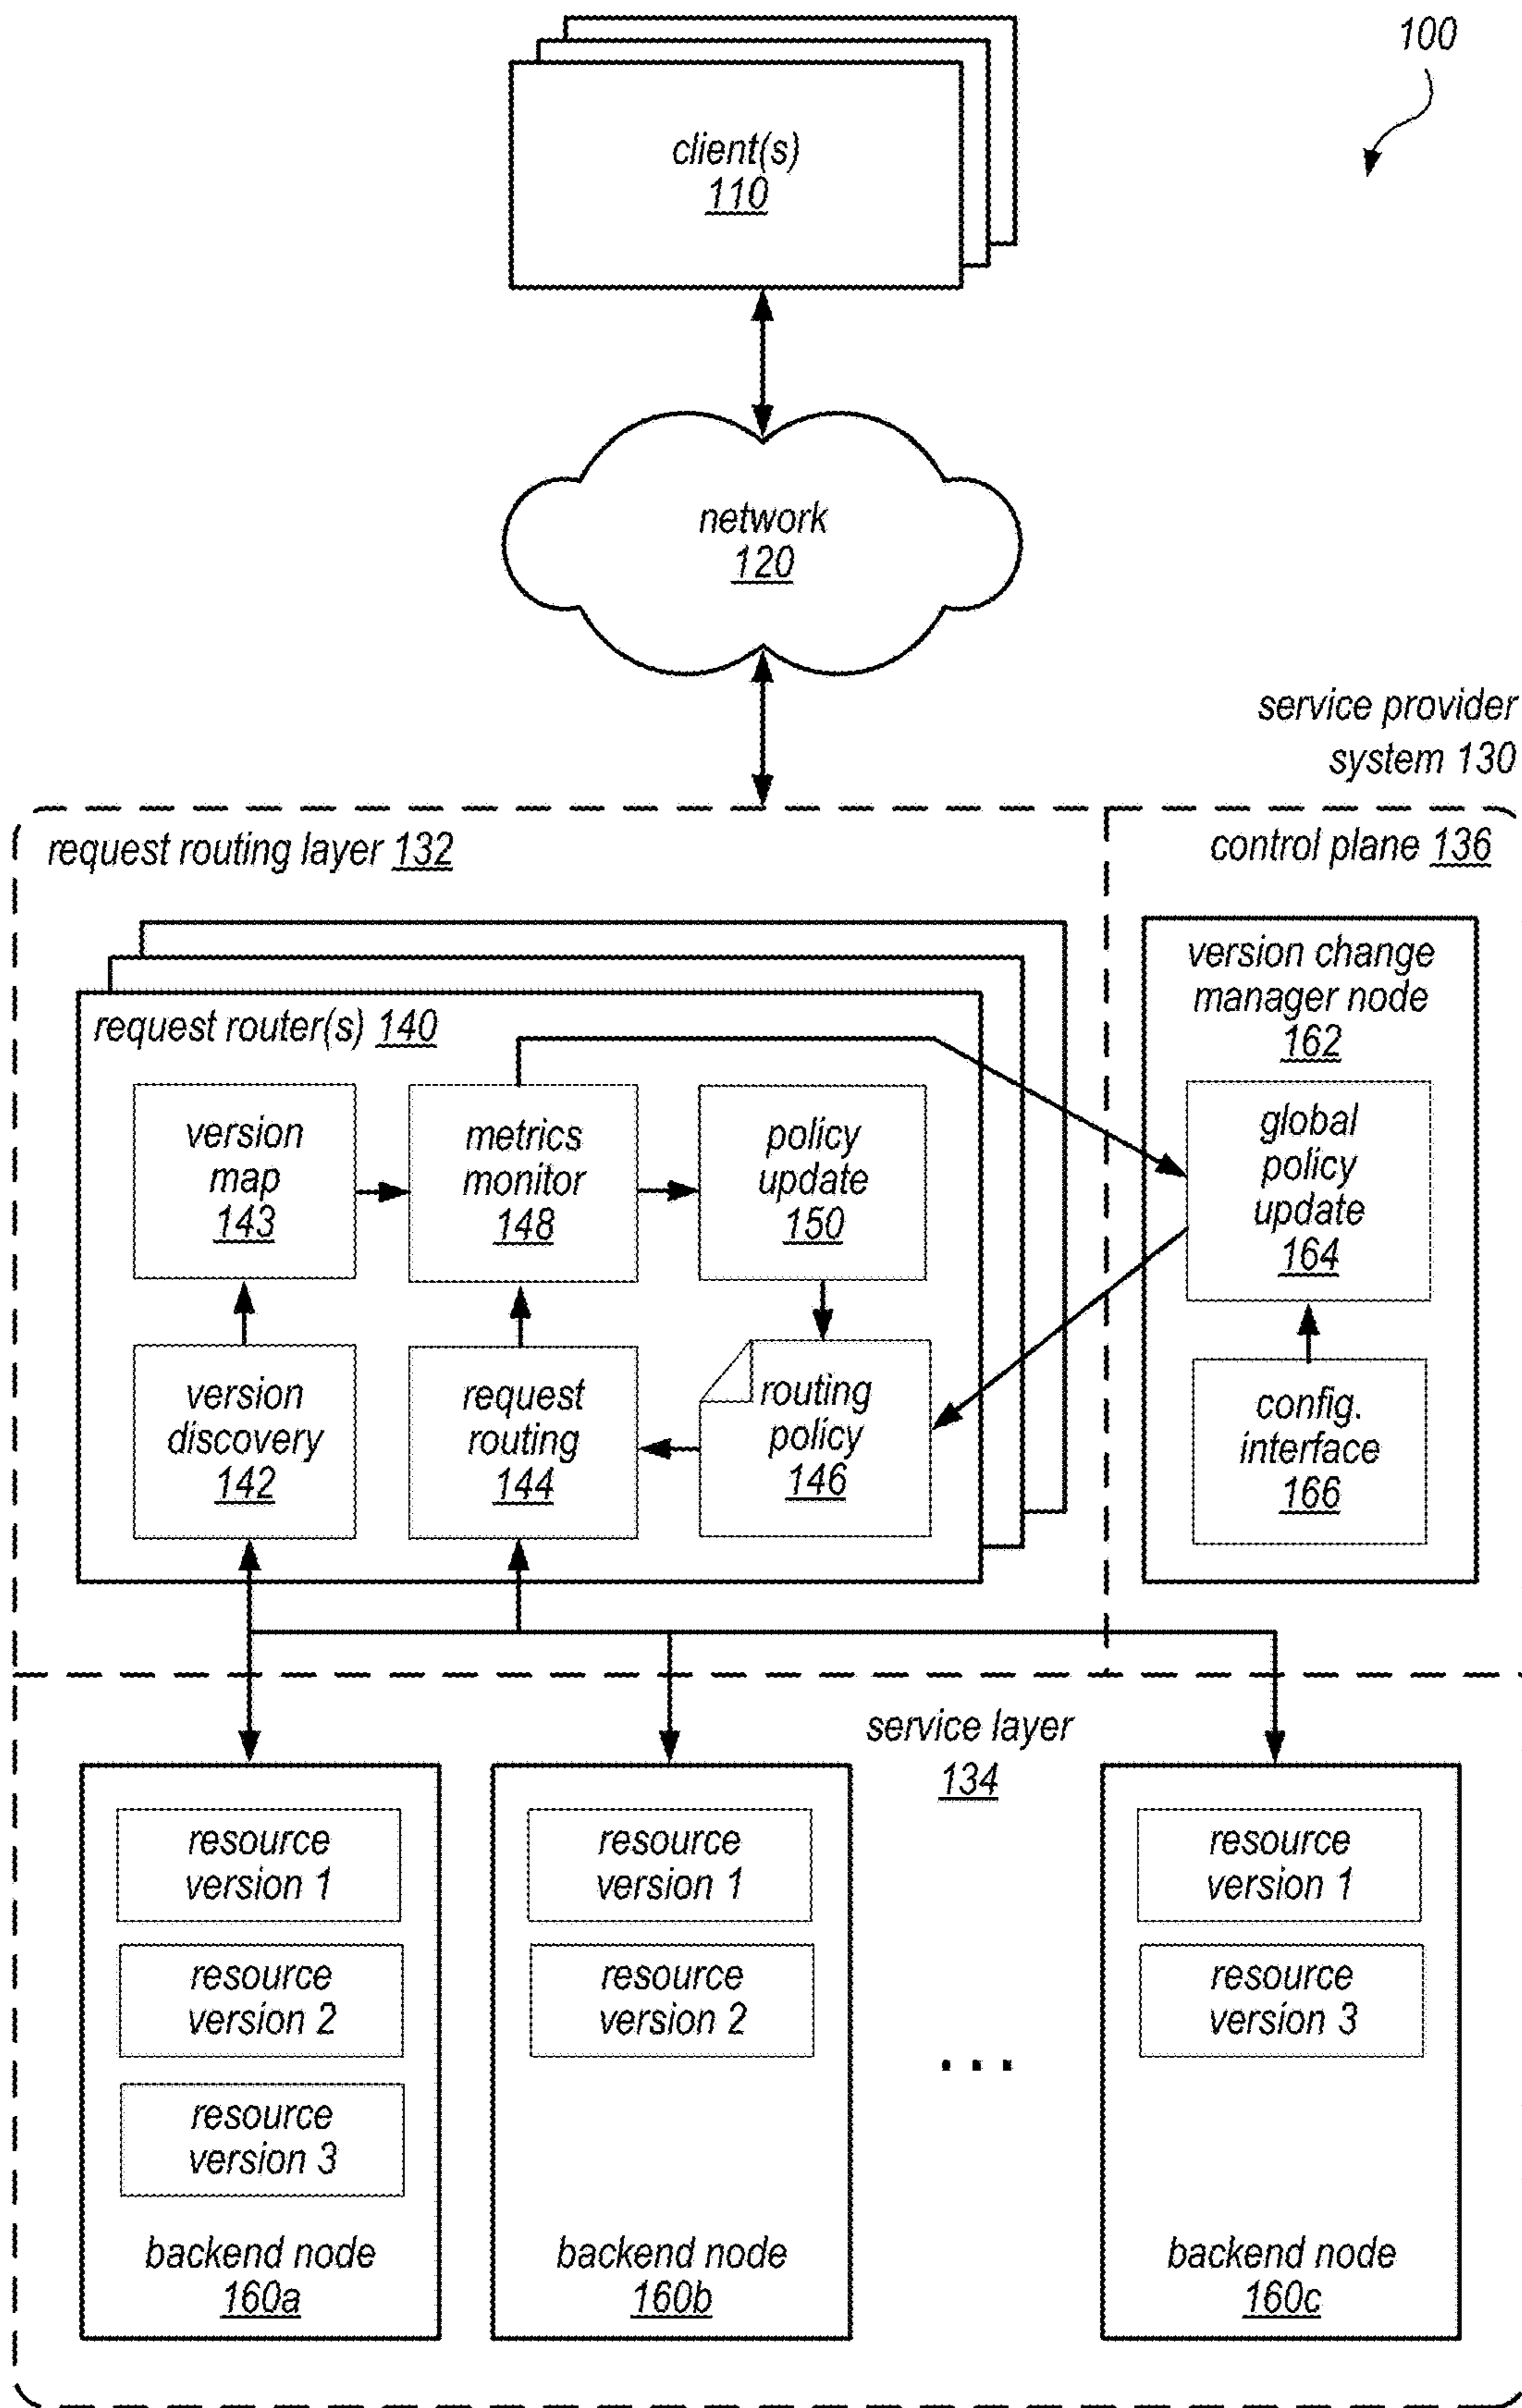 100
client(s)
110
network
120
service provider
system 130
request routing layer 132
control plane 136
version change
manager node
162
request router(s) 140
version
map
143
metrics
monitor
148
policy
update
150
global
policy
update
164
version
discovery
142
request
routing
144
routing
policy
146
config.
interface
166
service layer
134
resource
version 1
resource
version 2
resource
version 3
backend node
160a
resource
version 1
resource
version 2
backend node
160b
...
resource
version 1
resource
version 3
backend node
160c